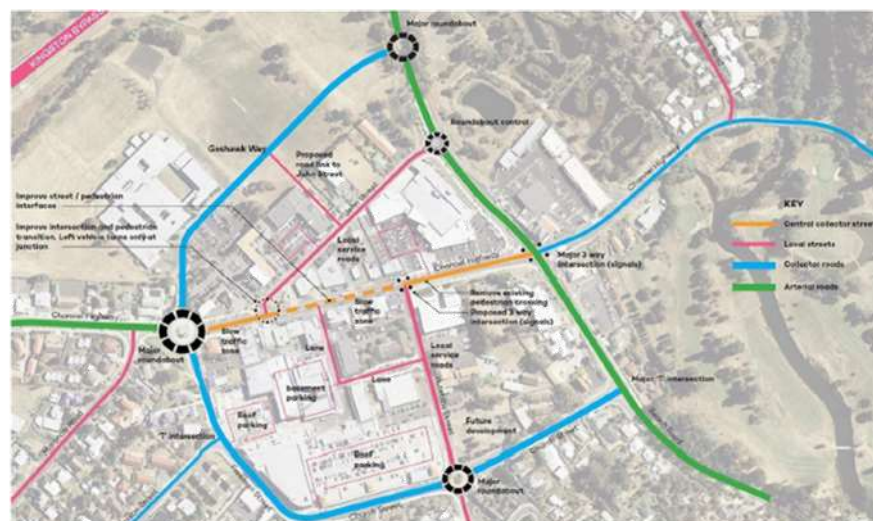 KINGSTON BYPASS
Major roundabout
Roundabout control
Goshawk Way
Proposed
road link to
John Street
Improve street / pedestrian
interfaces
Improve intersection and pedestrian
transition. Left vehicle turns only at
junction
Local
service
roads
Channel Highway
Channel Highway
KEY
Central collector street
Local streets
Collector roads
Arterial roads
Major 3 way
intersection (signals)
Remove existing
pedestrian crossing
Proposed 3 way
intersection (signals)
Channel Highway
Major
roundabout
Slow
traffic
zone
Slow
traffic
zone
Lane
Lane
Local
service
roads
basement
parking
Roof
parking
Roof
parking
'T' intersection
Major 'T' intersection
Future
development
Major
roundabout